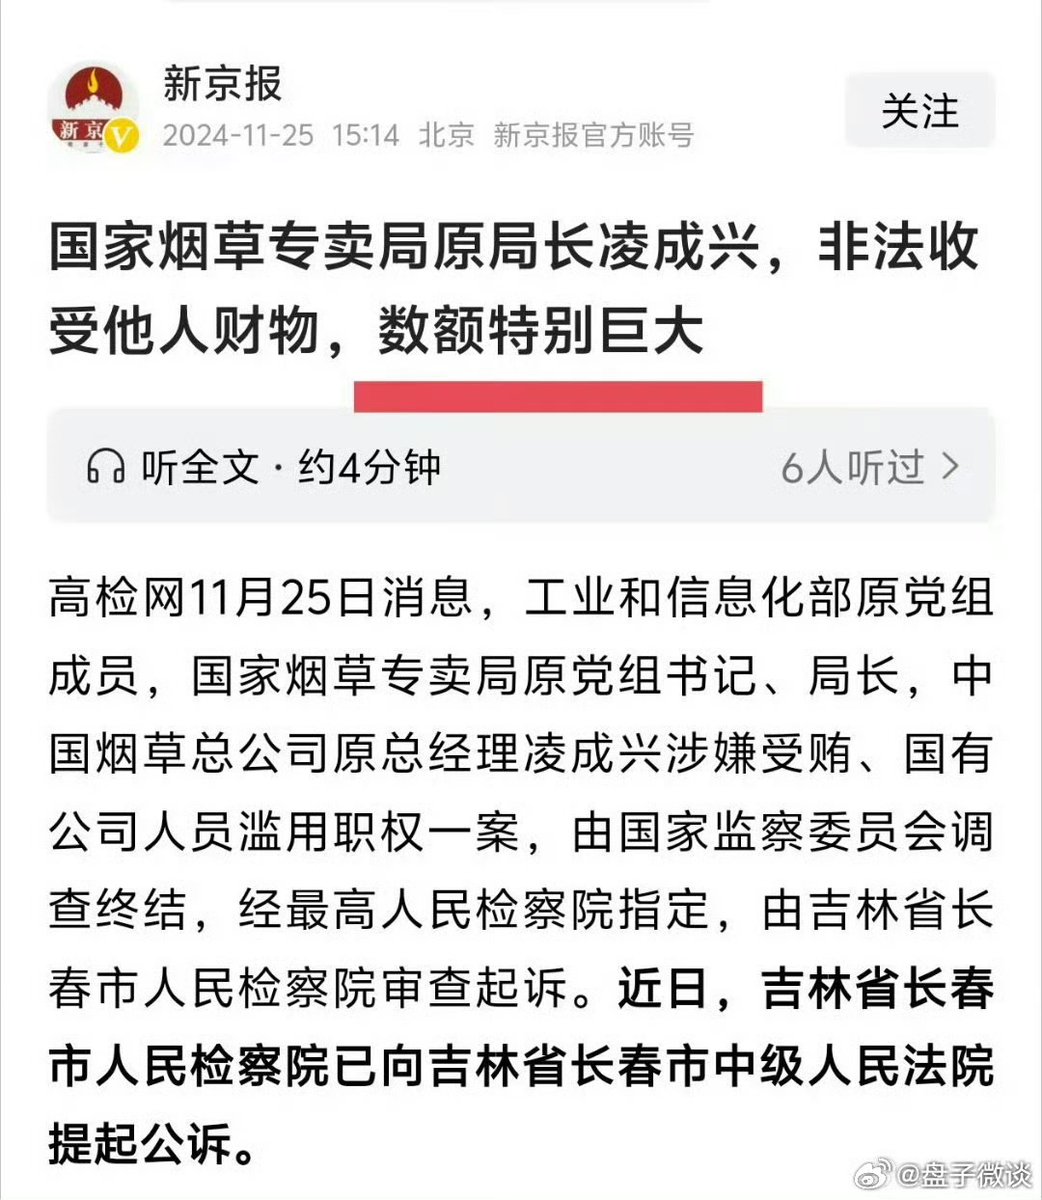 新京报
2024-11-25 15:14 北京 新京报官方账号
关注
新京
V
国家烟草专卖局原局长凌成兴，非法收
受他人财物，数额特别巨大
听全文·约4分钟
6人听过 >
高检网11月25日消息，工业和信息化部原党组
成员，国家烟草专卖局原党组书记、局长，中
国烟草总公司原总经理凌成兴涉嫌受贿、国有
公司人员滥用职权一案，由国家监察委员会调
查终结，经最高人民检察院指定，由吉林省长
春市人民检察院审查起诉。近日，吉林省长春
市人民检察院已向吉林省长春市中级人民法院
提起公诉。
@盘子微谈